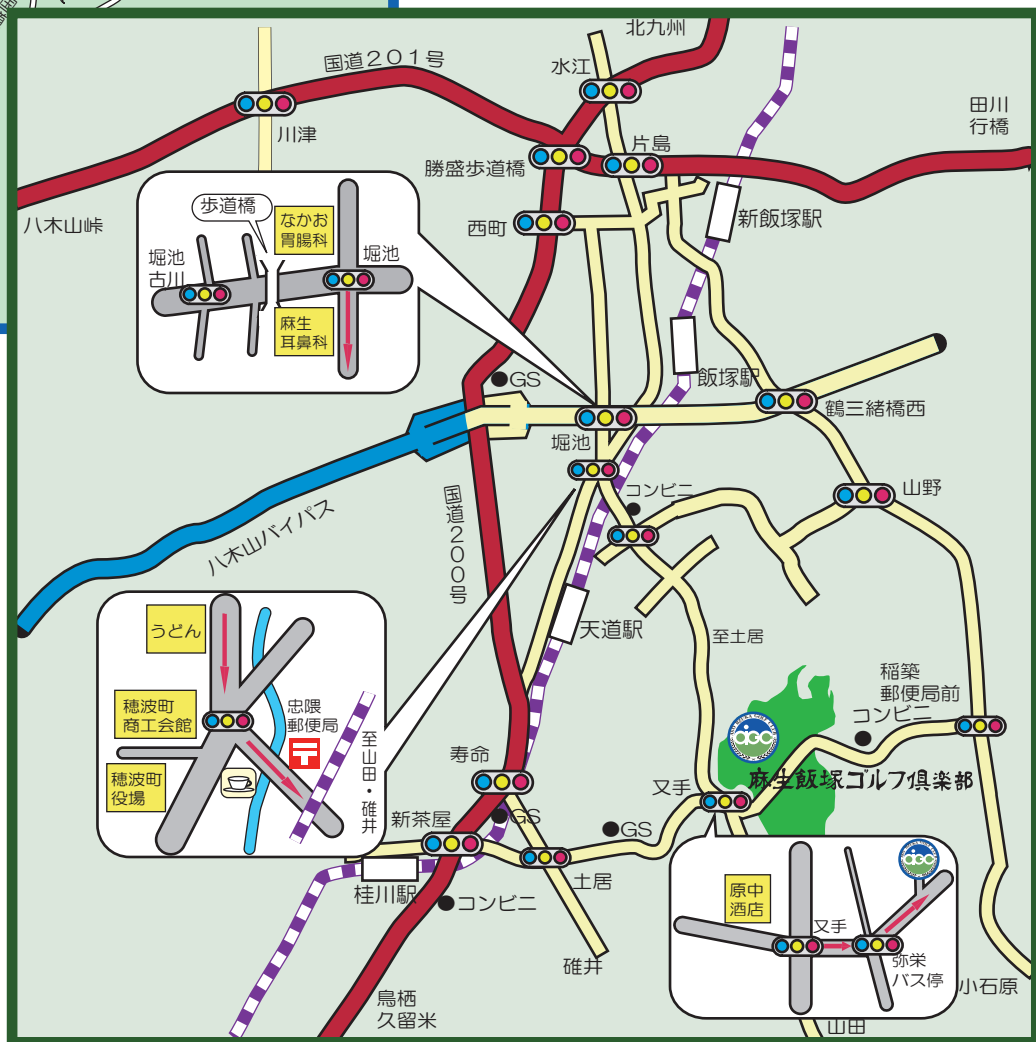 北九州
国道201号
水江
川津
田川
行橋
片島
勝盛歩道橋
八木山峠
歩道橋
なかお
胃腸科
西町
新飯塚駅
堀池
古川
堀池
麻生
耳鼻科
GS
飯塚駅
鶴三緒橋西
堀池
コンビニ
山野
国道200号
八木山バイパス
天道駅
至土居
うどん
稲築
郵便局前
コンビニ
穂波町
商工会館
忠隈
郵便局
至山田・碓井
麻生飯塚ゴルフ倶楽部
穂波町
役場
寿命
又手
新茶屋
GS
GS
土居
桂川駅
コンビニ
原中
酒店
又手
碓井
弥栄
バス停
小石原
鳥栖
久留米
山田